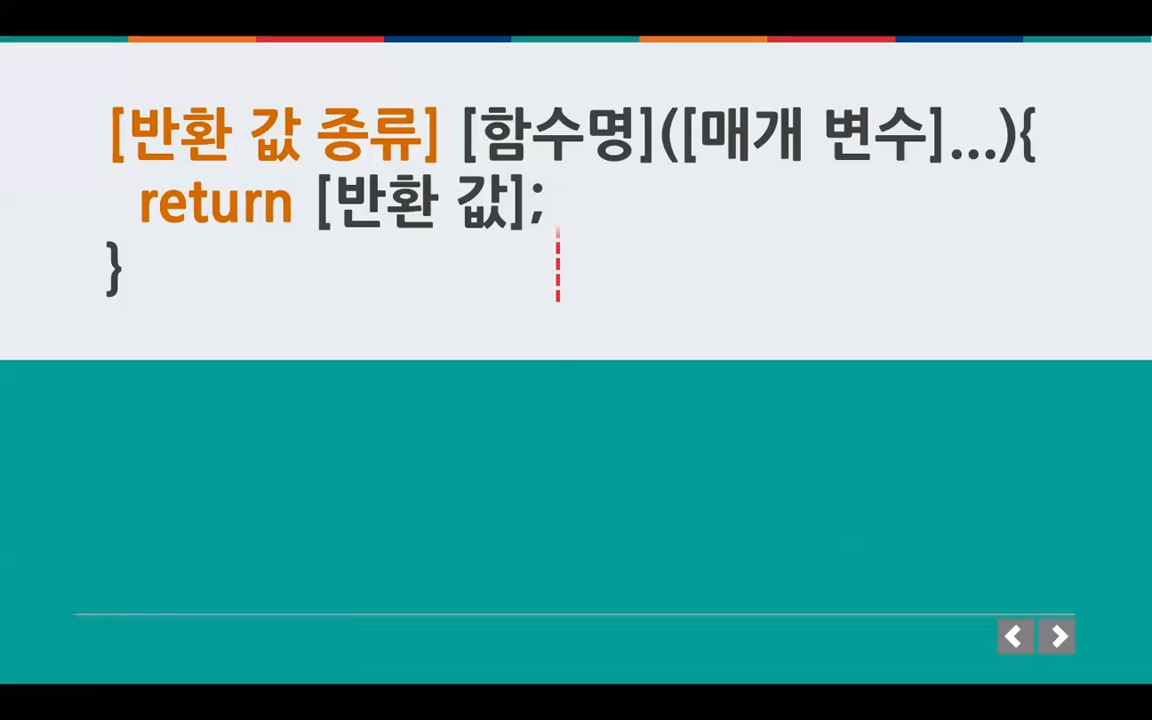 [반환 값 종류] [함수명]([매개 변수]...){
return [반환 값];
}